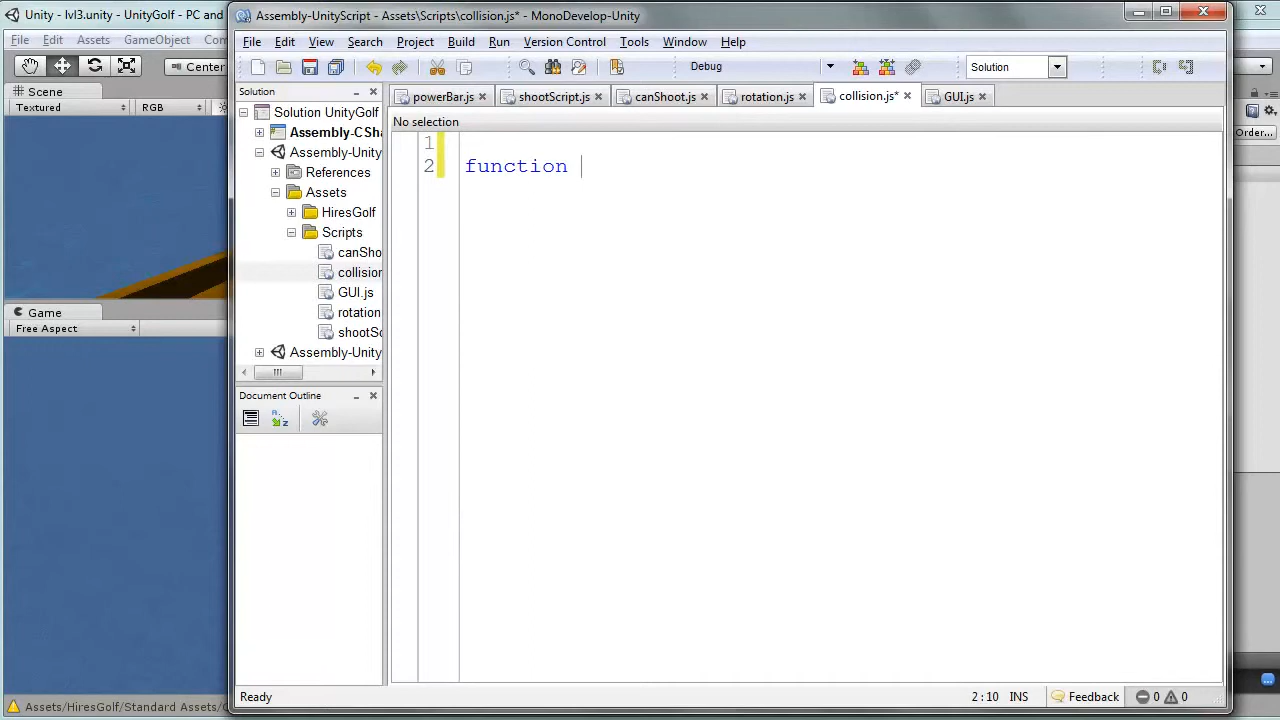 Unity - lvl3.unity - UnityGolf - PC and
Assembly-UnityScript - Assets\Scripts\collision.js* - MonoDevelop-Unity
File Edit Assets GameObject Com
File Edit View Search Project Build Run Version Control Tools Window Help
Center
Debug
Solution
Scene
Textured RGB
Solution
powerBar.js shootScript.js canShoot.js rotation.js collision.js* GUI.js
No selection
Solution UnityGolf
Assembly-CSha
Assembly-Unity
References
Assets
HiresGolf
Scripts
canSho
collision
GUI.js
rotation
shootSc
Assembly-Unity
1
2 function
Order...
Game
Free Aspect
Document Outline
Ready
2 : 10 INS Feedback 0 0
Assets/HiresGolf/Standard Assets/